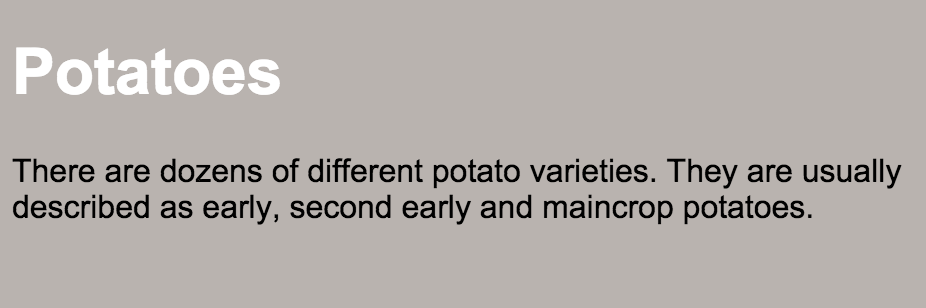 Potatoes
There are dozens of different potato varieties. They are usually
described as early, second early and maincrop potatoes.